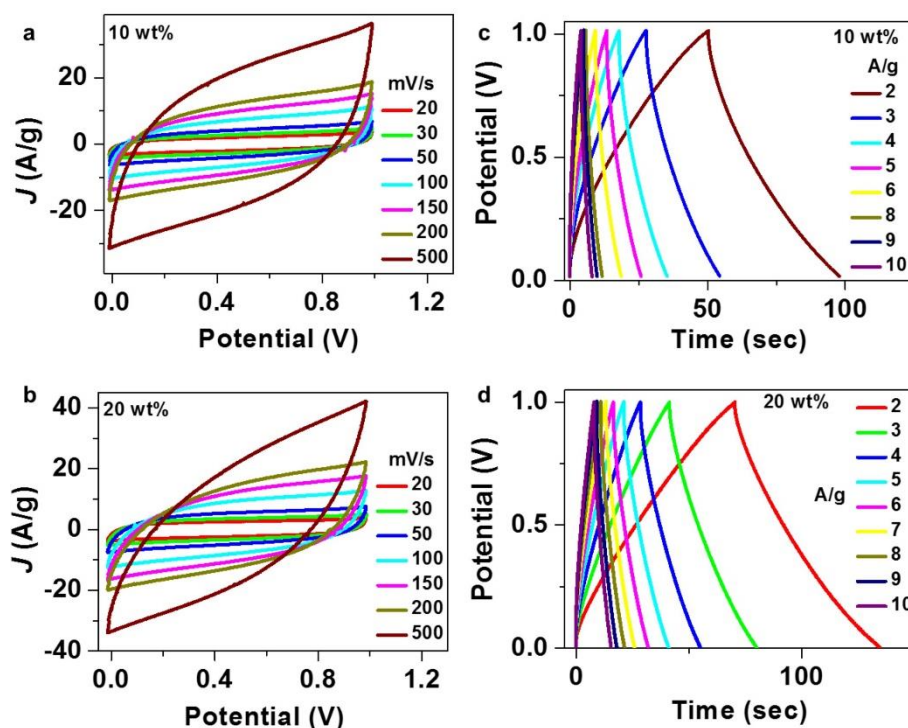 a
10 wt%
mV/s
20
30
50
100
150
200
500
20
0
-20
J (A/g)
0.0 0.4 0.8 1.2
Potential (V)
c
10 wt%
A/g
2
3
4
5
6
8
9
10
1.0
0.5
0.0
Potential (V)
0 50 100
Time (sec)
b
20 wt%
mV/s
20
30
50
100
150
200
500
40
20
0
-20
-40
J (A/g)
0.0 0.4 0.8 1.2
Potential (V)
d
20 wt%
2
3
4
5
A/g
6
7
8
9
10
1.0
0.5
0.0
Potential (V)
0 100
Time (sec)